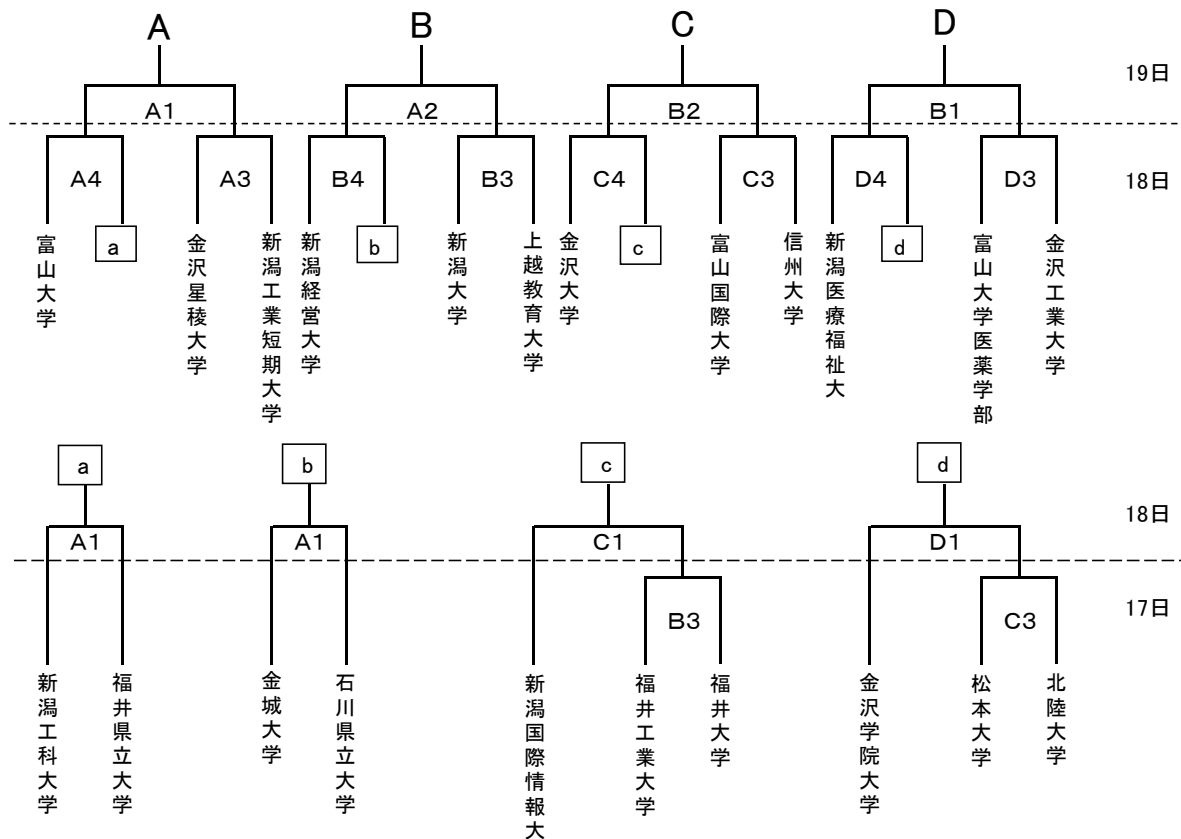 A B C D
19日
A1 A2 B2 B1
A4 A3 B4 B3 C4 C3 D4 D3
18日
富山大学
a
金沢星稜大学
新潟工業短期大学
新潟経営大学
b
新潟大学
上越教育大学
金沢大学
c
富山国際大学
信州大学
新潟医療福祉大
d
富山大学医薬学部
金沢工業大学
a b c d
18日
A1 A1 C1 D1
17日
B3 C3
新潟工科大学
福井県立大学
金城大学
石川県立大学
新潟国際情報大
福井工業大学
福井大学
金沢学院大学
松本大学
北陸大学